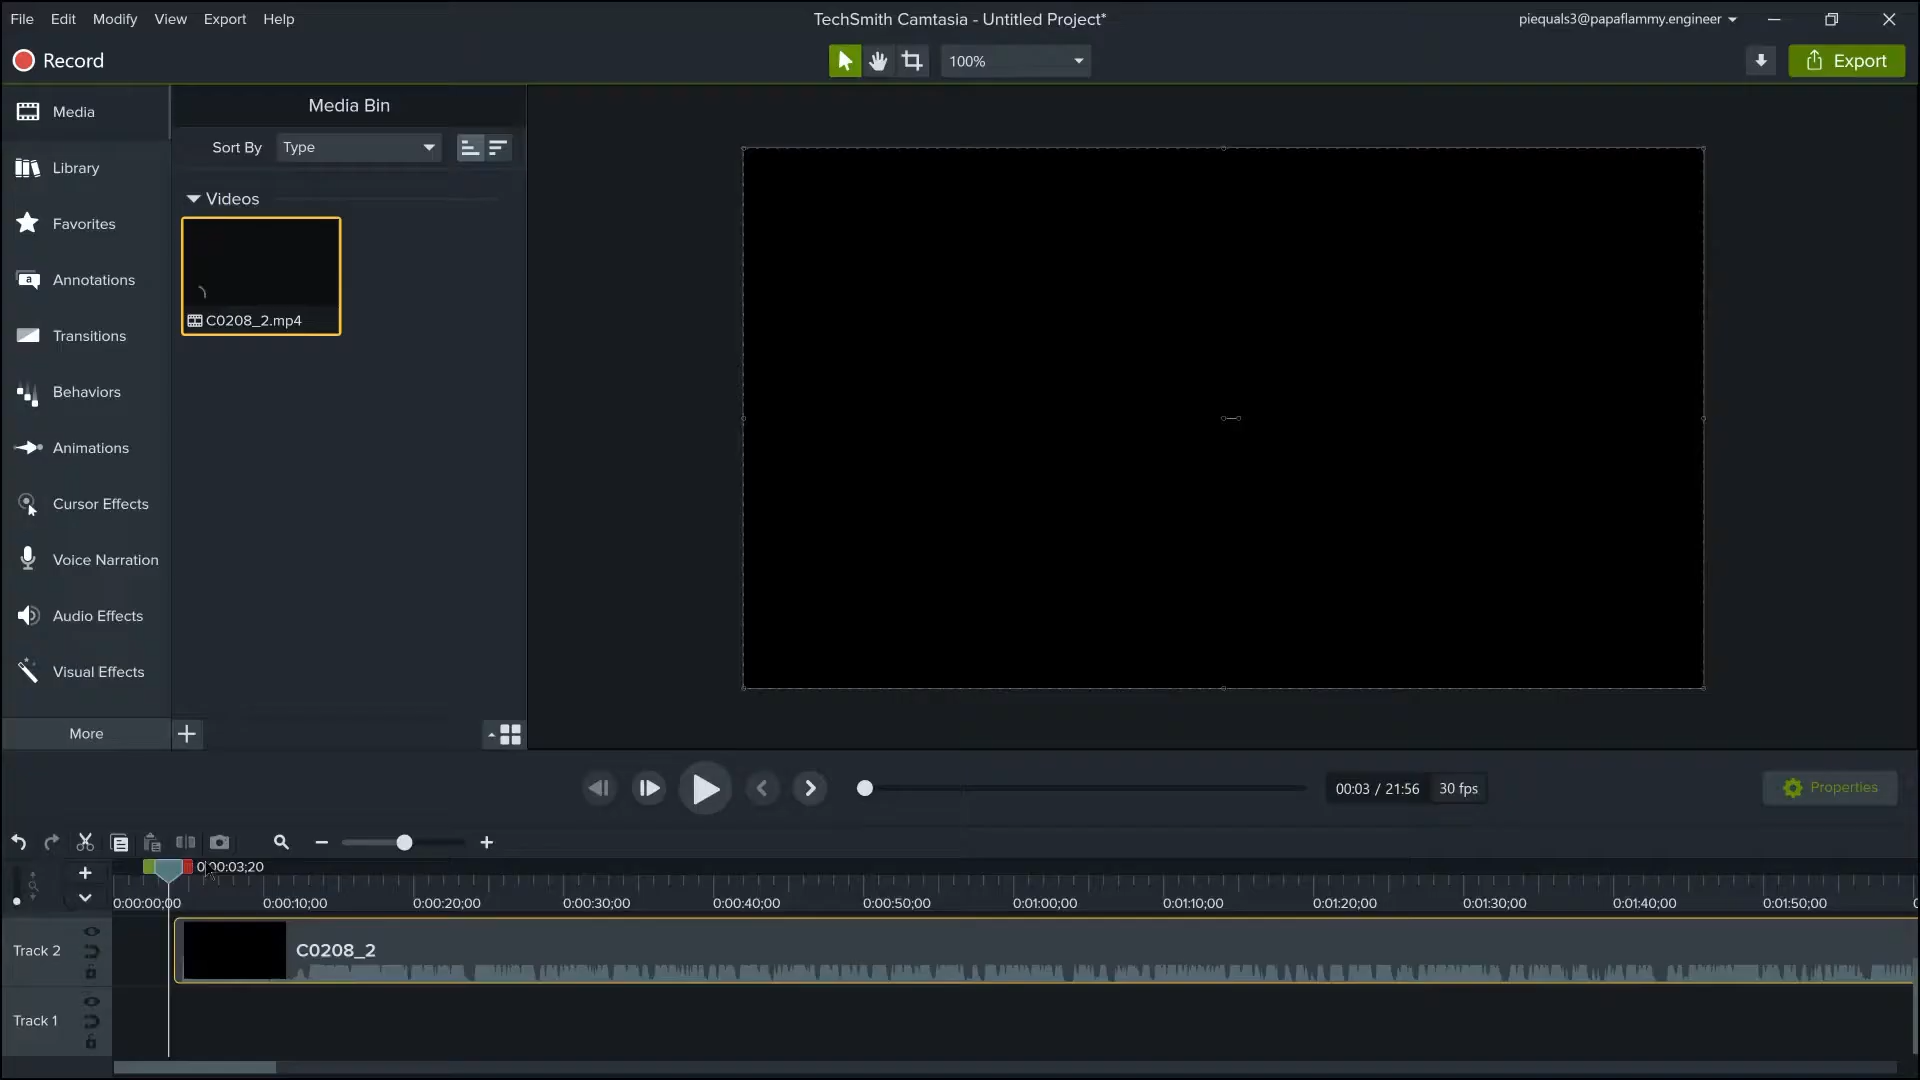 File Edit Modify View Export Help
TechSmith Camtasia - Untitled Project*
piequals3@papaflammy.engineer
Record
100%
Export
Media
Library
Favorites
Annotations
Transitions
Behaviors
Animations
Cursor Effects
Voice Narration
Audio Effects
Visual Effects
More
Media Bin
Sort By Type
Videos
C0208_2.mp4
00:03 / 21:56 30 fps
Properties
0:00:03;20
0:00:00;00 0:00:10;00 0:00:20;00 0:00:30;00 0:00:40;00 0:00:50;00 0:01:00;00 0:01:10;00 0:01:20;00 0:01:30;00 0:01:40;00 0:01:50;00
Track 2
C0208_2
Track 1